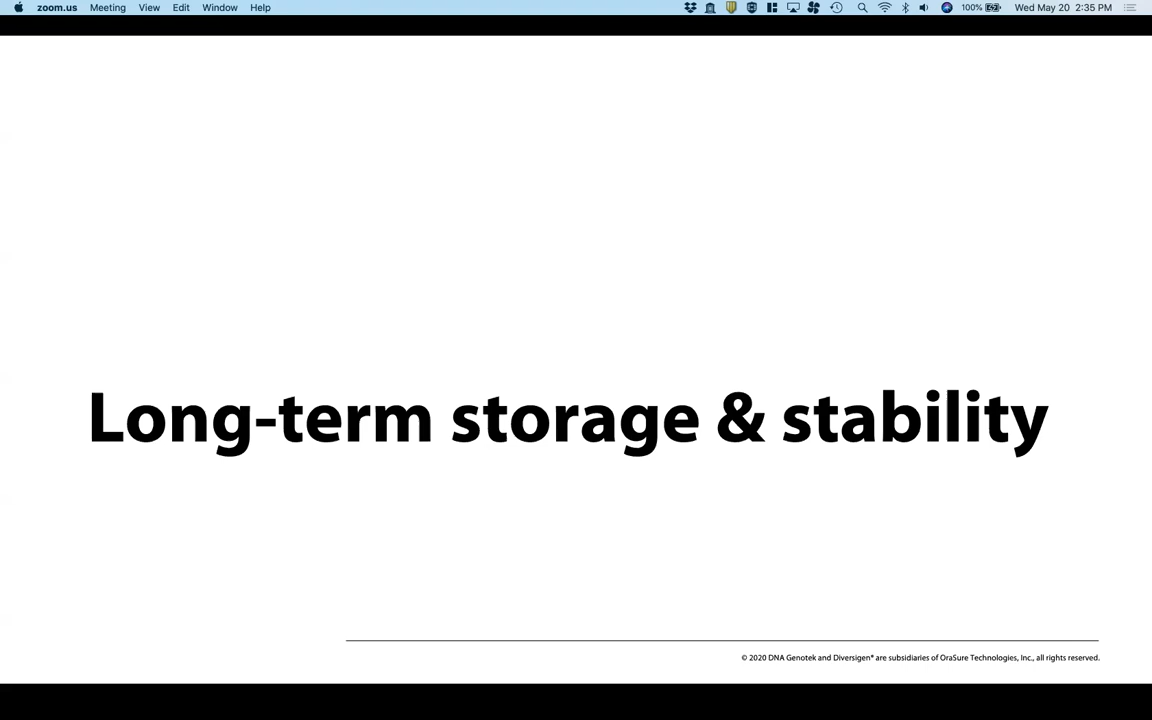 zoom.us Meeting View Edit Window Help 100% Wed May 20 2:35 PM
Long-term storage & stability
© 2020 DNA Genotek and Diversigen® are subsidiaries of OraSure Technologies, Inc., all rights reserved.